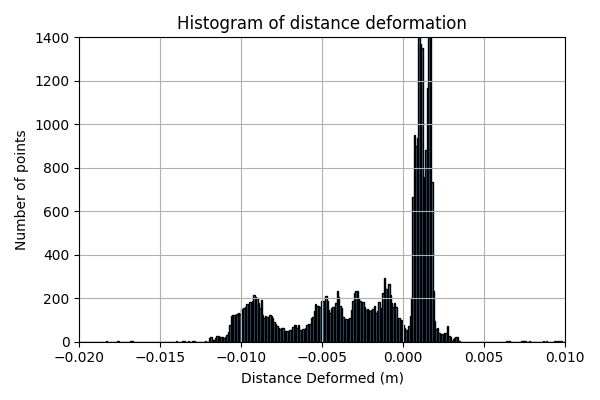 Histogram of distance deformation
1400
1200
1000
800
600
400
200
0
Number of points
−0.020 −0.015 −0.010 −0.005 0.000 0.005 0.010
Distance Deformed (m)